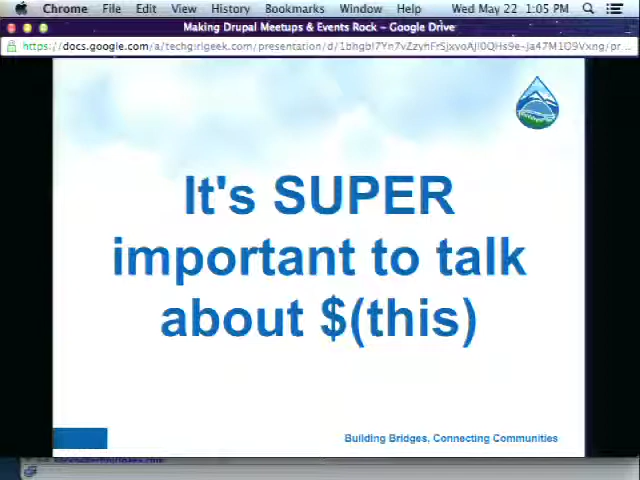 Chrome File Edit View History Bookmarks Window Help Wed May 22 1:05 PM
Making Drupal Meetups & Events Rock – Google Drive
It's SUPER
important to talk
about $(this)
Building Bridges, Connecting Communities